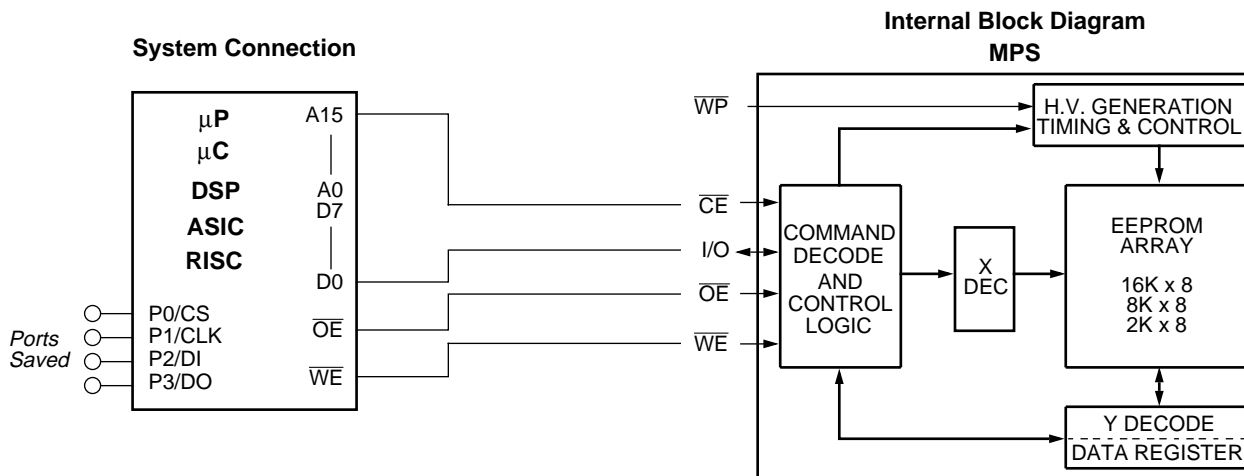 System Connection
μP
μC
DSP
ASIC
RISC
A15
A0
D7
D0
OE
WE
P0/CS
P1/CLK
P2/DI
P3/DO
Ports
Saved
Internal Block Diagram
MPS
WP
CE
I/O
OE
WE
H.V. GENERATION
TIMING & CONTROL
COMMAND
DECODE
AND
CONTROL
LOGIC
X
DEC
EEPROM
ARRAY
16K x 8
8K x 8
2K x 8
Y DECODE
DATA REGISTER